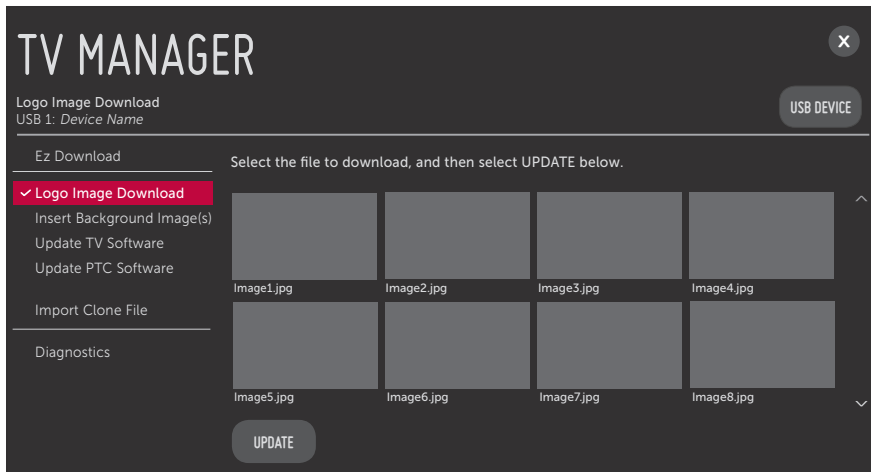 TV MANAGER
X
Logo Image Download
USB 1: Device Name
USB DEVICE
Ez Download
Logo Image Download
Insert Background Image(s)
Update TV Software
Update PTC Software
Import Clone File
Diagnostics
Select the file to download, and then select UPDATE below.
Image1.jpg
Image2.jpg
Image3.jpg
Image4.jpg
Image5.jpg
Image6.jpg
Image7.jpg
Image8.jpg
UPDATE